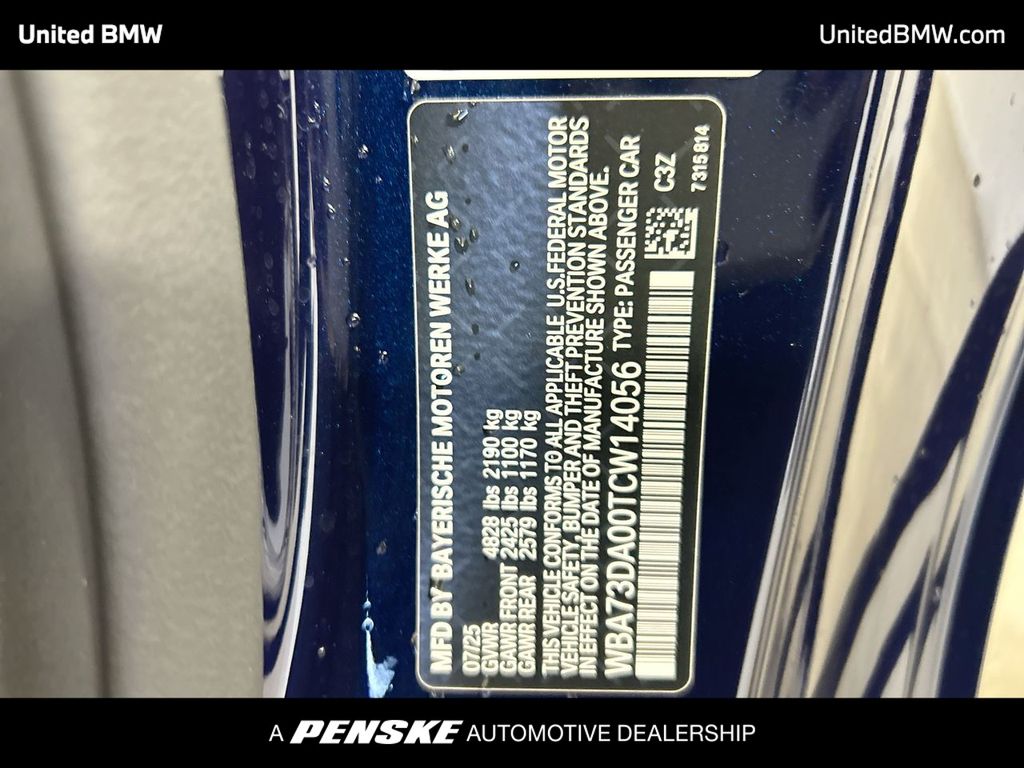 United BMW
UnitedBMW.com
MFD BY BAYERISCHE MOTOREN WERKE AG
07/25
GVWR 4828 lbs 2190 kg
GAWR FRONT 2425 lbs 1100 kg
GAWR REAR 2579 lbs 1170 kg
THIS VEHICLE CONFORMS TO ALL APPLICABLE U.S.FEDERAL MOTOR
VEHICLE SAFETY, BUMPER AND THEFT PREVENTION STANDARDS
IN EFFECT ON THE DATE OF MANUFACTURE SHOWN ABOVE.
WBA73DA00TCW14056 TYPE: PASSENGER CAR
C3Z
7315814
A PENSKE AUTOMOTIVE DEALERSHIP